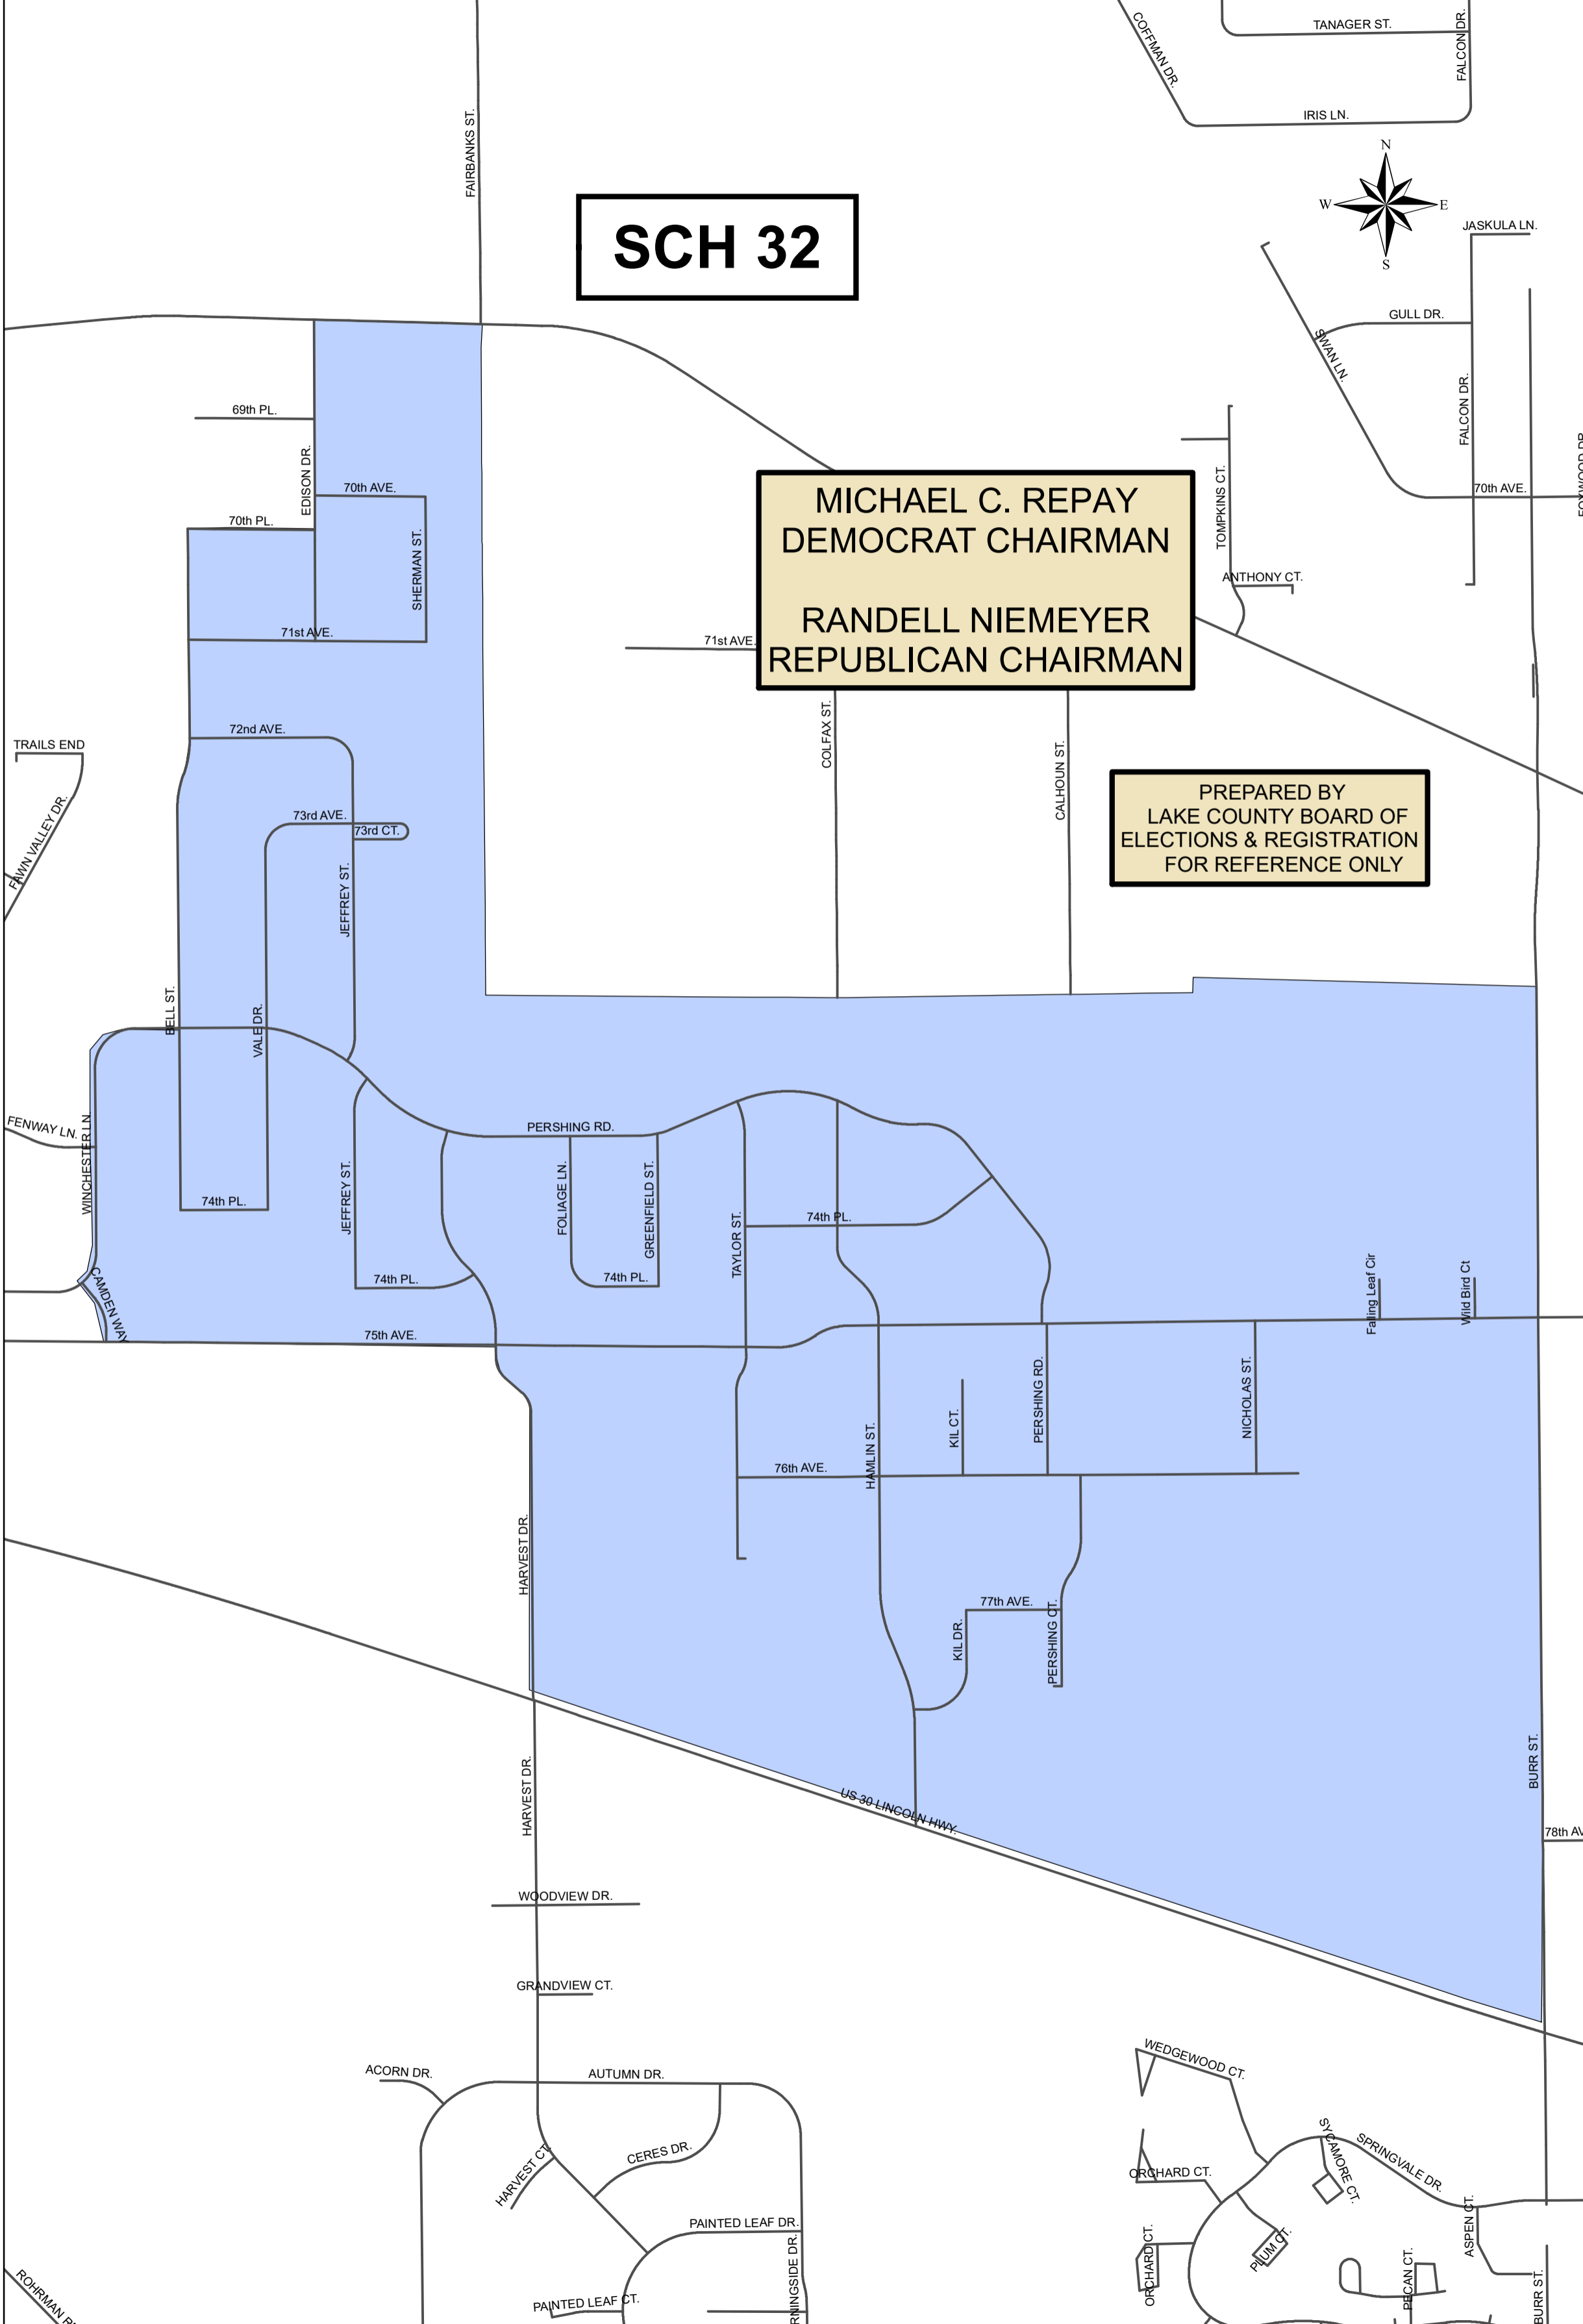 COFFMAN DR.
TANAGER ST.
FALCON DR.
IRIS LN.
FAIRBANKS ST.
N
W
E
S
SCH 32
JASKULA LN.
GULL DR.
SWAN LN.
FALCON DR.
69th PL.
EDISON DR.
70th AVE.
70th PL.
SHERMAN ST.
71st AVE.
MICHAEL C. REPAY
DEMOCRAT CHAIRMAN
RANDELL NIEMEYER
REPUBLICAN CHAIRMAN
TOMPKINS CT.
70th AVE.
FOXWOOD DR.
ANTHONY CT.
71st AVE.
COLFAX ST.
CALHOUN ST.
72nd AVE.
TRAILS END
FAWN VALLEY DR.
73rd AVE.
73rd CT.
JEFFREY ST.
PREPARED BY
LAKE COUNTY BOARD OF
ELECTIONS & REGISTRATION
FOR REFERENCE ONLY
BELL ST.
VALE DR.
FENWAY LN.
WINCHESTER LN.
PERSHING RD.
74th PL.
JEFFREY ST.
FOLIAGE LN.
GREENFIELD ST.
TAYLOR ST.
74th PL.
CAMDEN WAY
74th PL.
74th PL.
Falling Leaf Cir
Wild Bird Ct
75th AVE.
PERSHING RD.
NICHOLAS ST.
KIL CT.
HAMLIN ST.
76th AVE.
HARVEST DR.
77th AVE.
KIL DR.
PERSHING CT.
BURR ST.
HARVEST DR.
US 30 LINCOLN HWY.
78th AV
WOODVIEW DR.
GRANDVIEW CT.
ACORN DR.
AUTUMN DR.
WEDGEWOOD CT.
HARVEST CT.
CERES DR.
SYCAMORE CT.
SPRINGVALE DR.
ORCHARD CT.
PAINTED LEAF DR.
ORCHARD CT.
PLUM CT.
ASPEN CT.
PECAN CT.
BURR ST.
RNINGSIDE DR.
PAINTED LEAF CT.
ROHRMAN